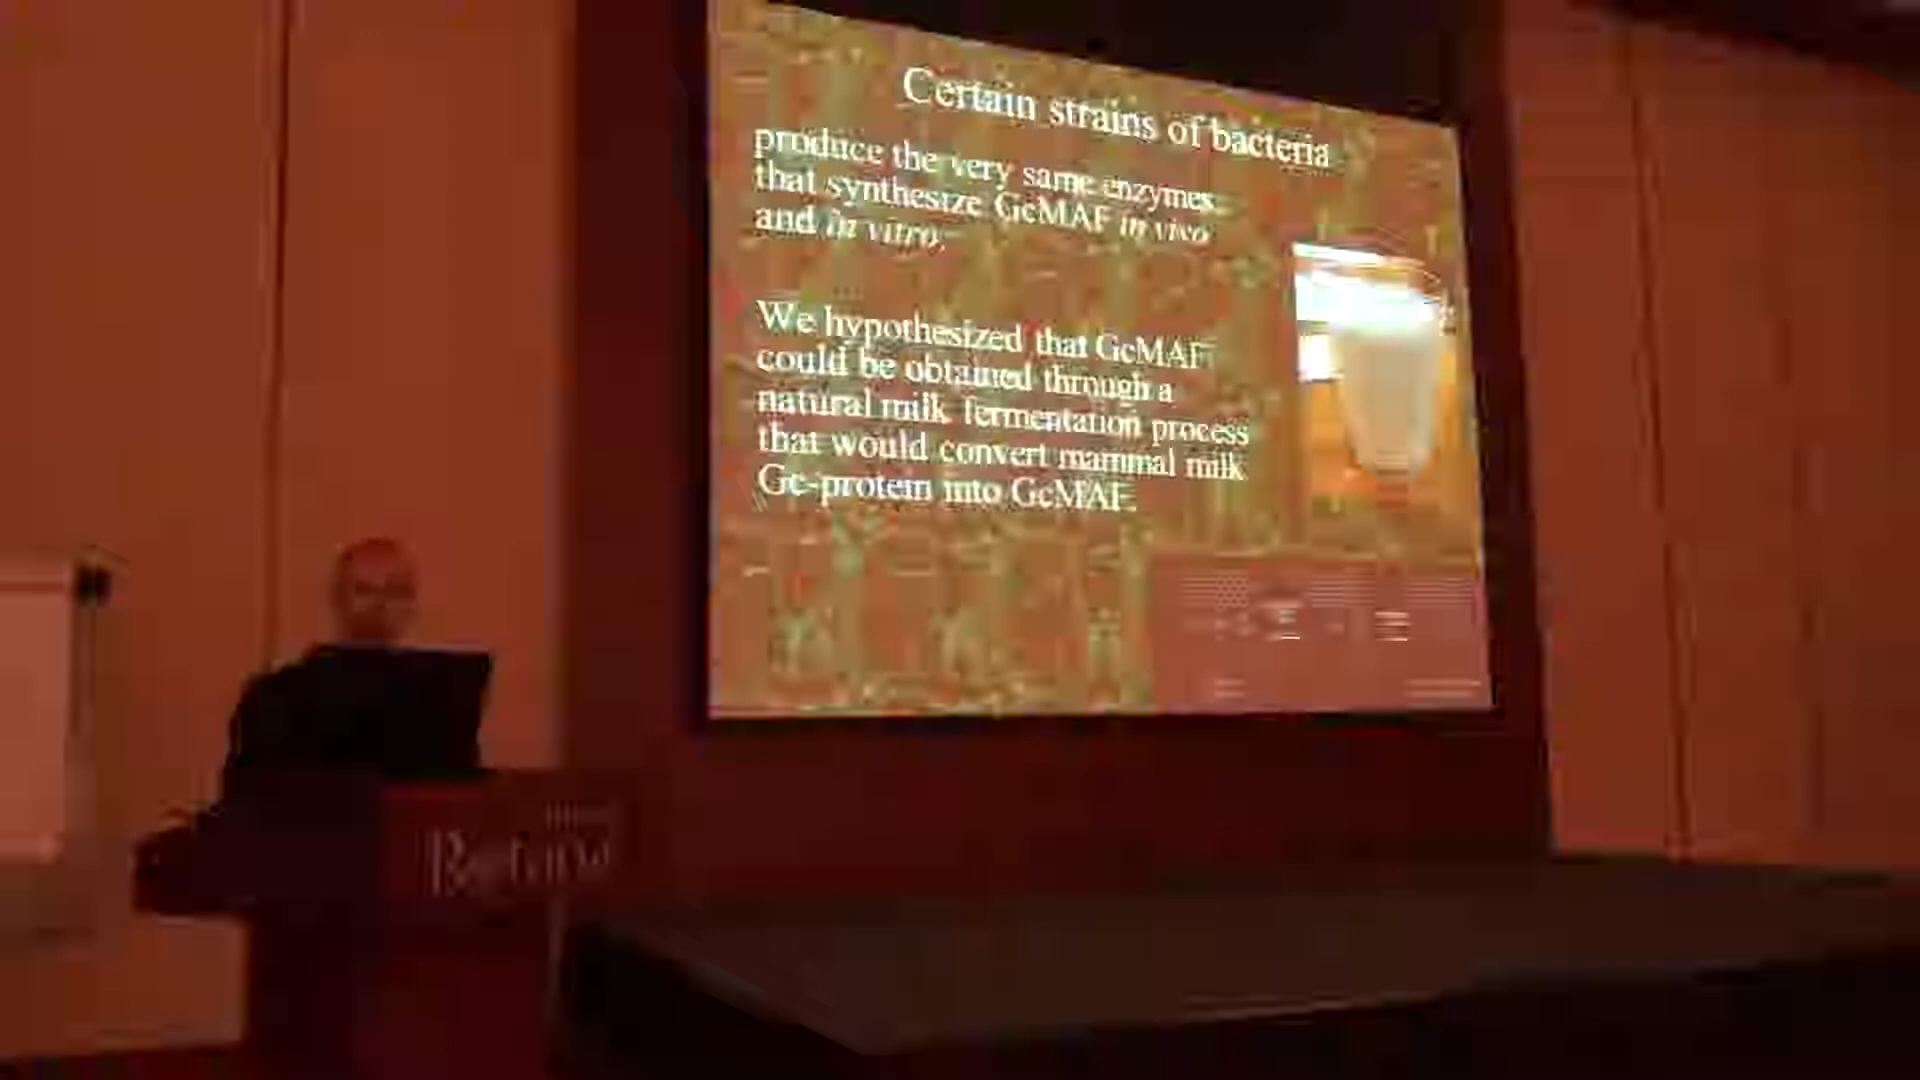 Certain strains of bacteria
produce the very same enzymes
that synthesize GcMAF in vivo
and in vitro.
We hypothesized that GcMAF
could be obtained through a
natural milk fermentation process
that would convert mammal milk
Gc-protein into GcMAF.